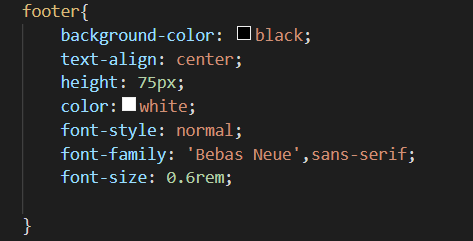 footer{
background-color: black;
text-align: center;
height: 75px;
color:white;
font-style: normal;
font-family: 'Bebas Neue',sans-serif;
font-size: 0.6rem;
}